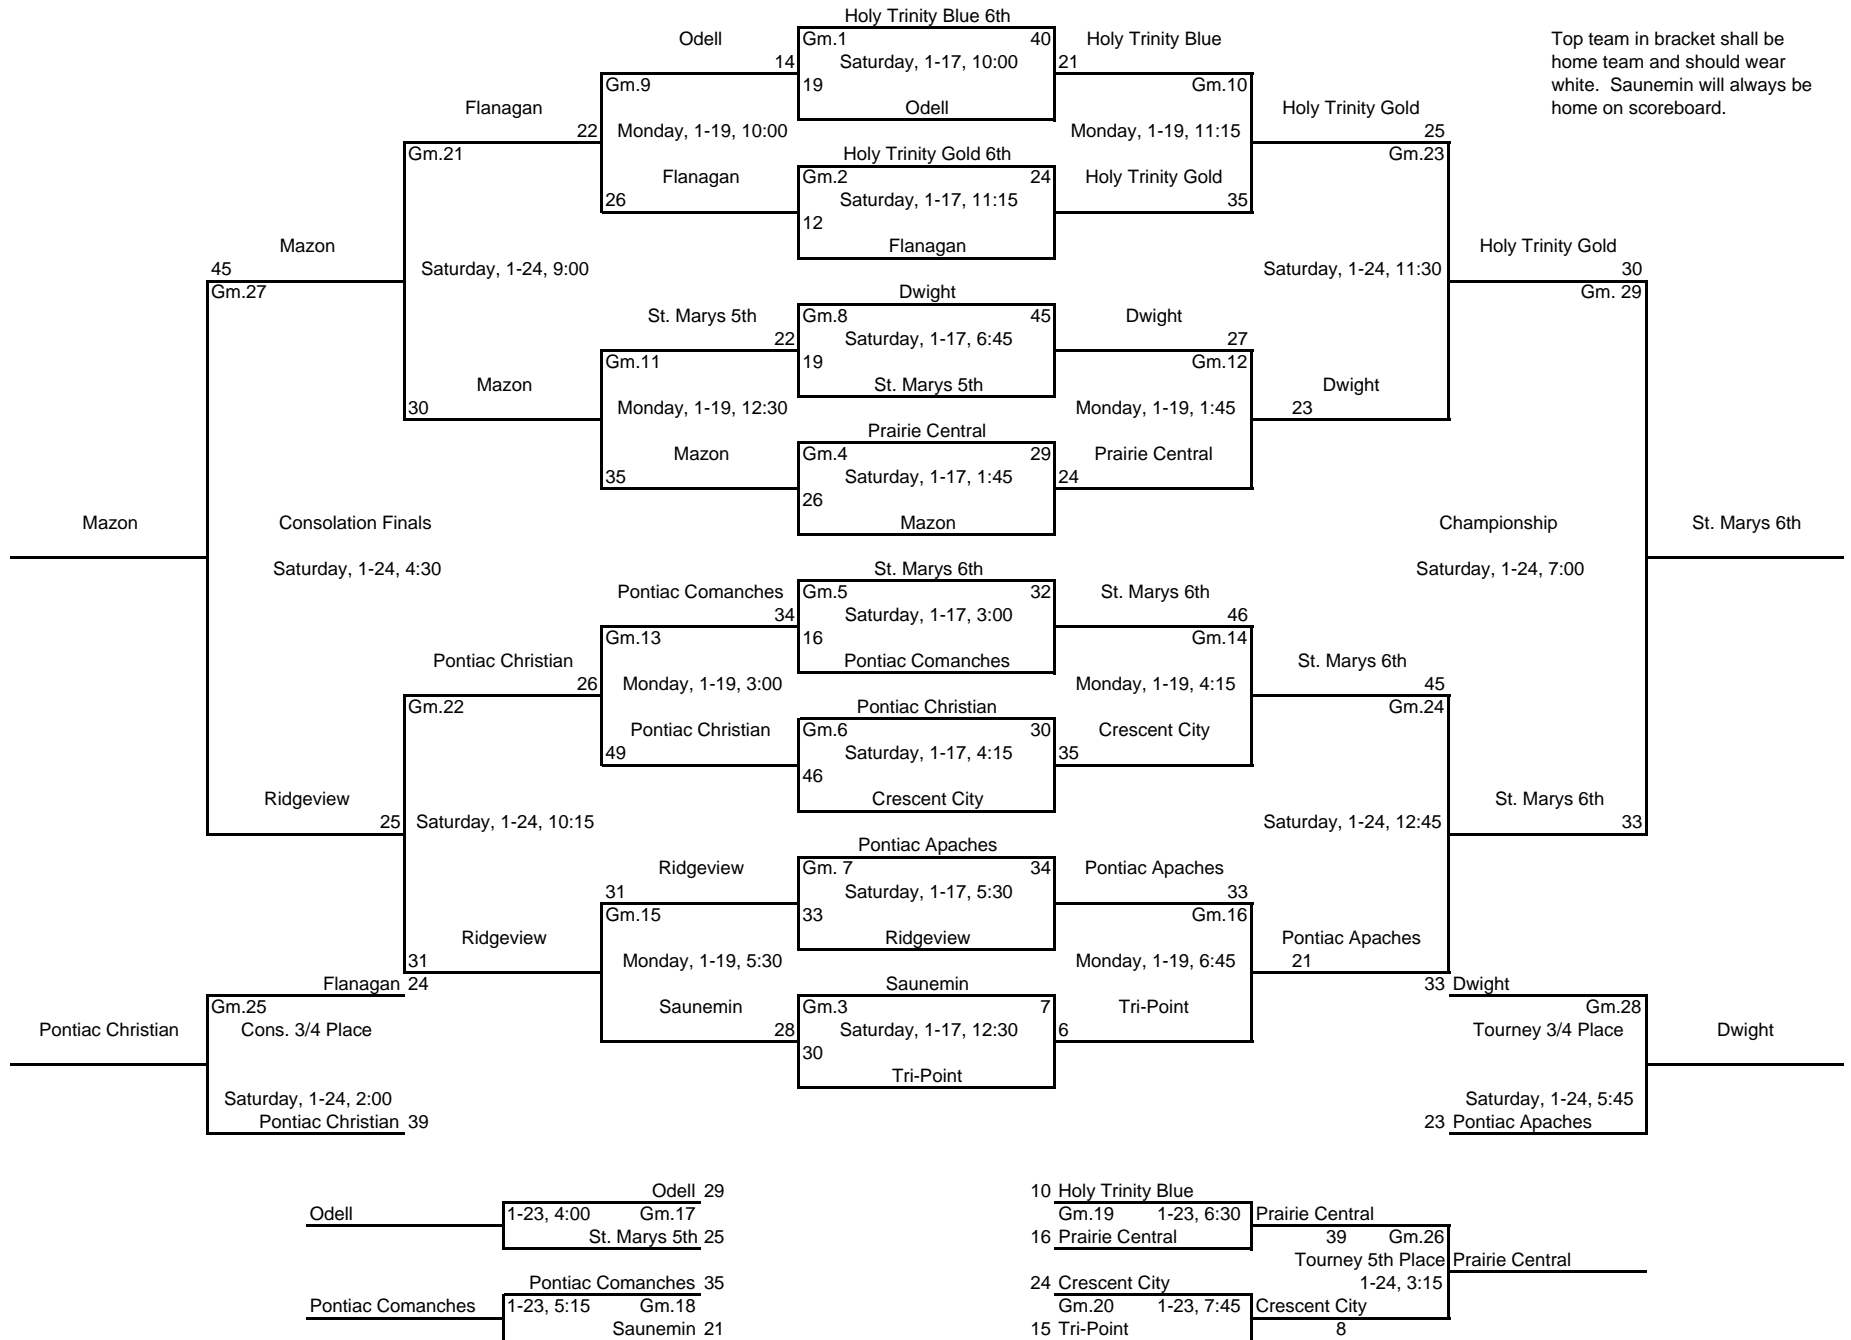 Holy Trinity Blue 6th
Odell Gm.1 40 Holy Trinity Blue Top team in bracket shall be
14 Saturday, 1-17, 10:00 21 home team and should wear
Gm.9 19 Gm.10 white. Saunemin will always be
Flanagan Odell Holy Trinity Gold home on scoreboard.
22 Monday, 1-19, 10:00 Monday, 1-19, 11:15 25
Gm.21 Holy Trinity Gold 6th Gm.23
Flanagan Gm.2 24 Holy Trinity Gold
26 Saturday, 1-17, 11:15 35
12
Mazon Flanagan Holy Trinity Gold
45 Saturday, 1-24, 9:00 Saturday, 1-24, 11:30 30
Gm.27 Dwight Gm. 29
St. Marys 5th Gm.8 45 Dwight
22 Saturday, 1-17, 6:45 27
Gm.11 19 Gm.12
Mazon St. Marys 5th Dwight
30 Monday, 1-19, 12:30 Monday, 1-19, 1:45 23
Prairie Central
Mazon Gm.4 29 Prairie Central
35 Saturday, 1-17, 1:45 24
26
Mazon Consolation Finals Mazon Championship St. Marys 6th
Saturday, 1-24, 4:30 St. Marys 6th Saturday, 1-24, 7:00
Pontiac Comanches Gm.5 32 St. Marys 6th
34 Saturday, 1-17, 3:00 46
Gm.13 16 Gm.14
Pontiac Christian Pontiac Comanches St. Marys 6th
26 Monday, 1-19, 3:00 Monday, 1-19, 4:15 45
Gm.22 Pontiac Christian Gm.24
Pontiac Christian Gm.6 30 Crescent City
49 Saturday, 1-17, 4:15 35
46
Ridgeview Crescent City St. Marys 6th
25 Saturday, 1-24, 10:15 Saturday, 1-24, 12:45 33
Pontiac Apaches
Ridgeview Gm. 7 34 Pontiac Apaches
31 Saturday, 1-17, 5:30 33
Gm.15 33 Gm.16
Ridgeview Ridgeview Pontiac Apaches
31 Monday, 1-19, 5:30 Monday, 1-19, 6:45 21
Flanagan 24 Saunemin 33 Dwight
Gm.25 Saunemin Gm.3 7 Tri-Point Gm.28
Pontiac Christian Cons. 3/4 Place 28 Saturday, 1-17, 12:30 6 Tourney 3/4 Place Dwight
30
Tri-Point
Saturday, 1-24, 2:00 Saturday, 1-24, 5:45
Pontiac Christian 39 23 Pontiac Apaches
Odell 29 10 Holy Trinity Blue
Odell 1-23, 4:00 Gm.17 Gm.19 1-23, 6:30 Prairie Central
St. Marys 5th 25 16 Prairie Central 39 Gm.26
Tourney 5th Place Prairie Central
Pontiac Comanches 35 24 Crescent City 1-24, 3:15
Pontiac Comanches 1-23, 5:15 Gm.18 Gm.20 1-23, 7:45 Crescent City
Saunemin 21 15 Tri-Point 8